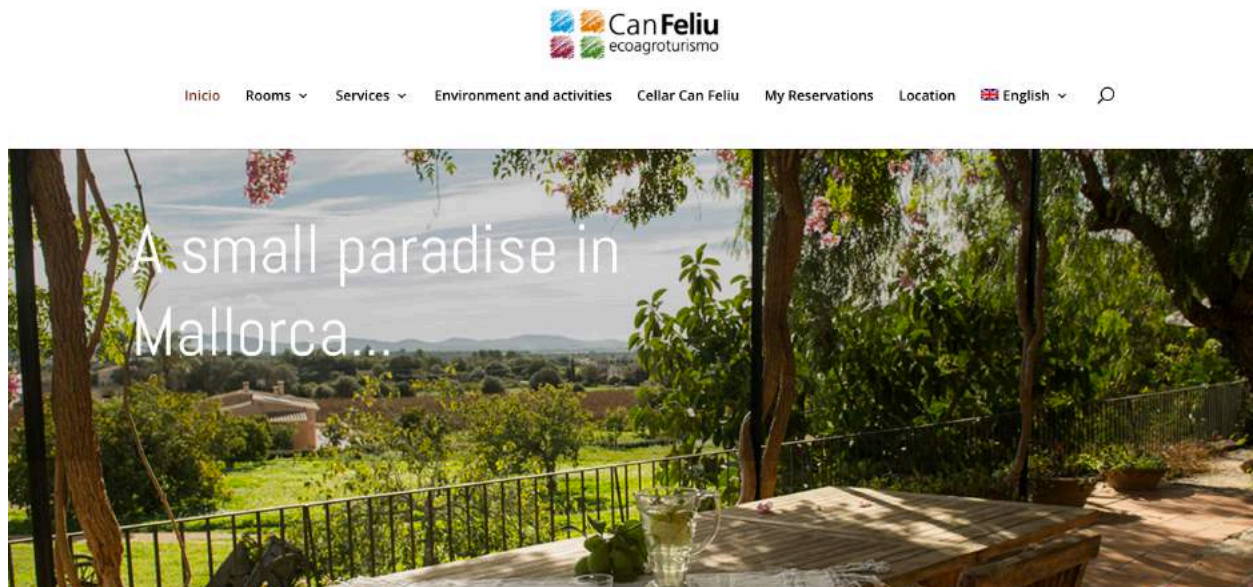 Can Feliu
ecoagroturismo
Inicio Rooms Services Environment and activities Cellar Can Feliu My Reservations Location English
A small paradise in
Mallorca...